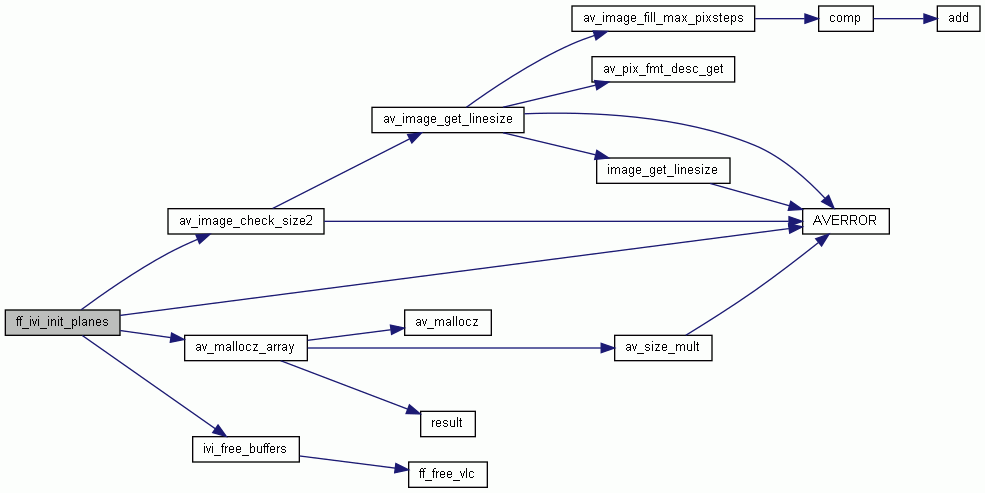 av_image_fill_max_pixsteps
comp
add
av_pix_fmt_desc_get
av_image_get_linesize
image_get_linesize
av_image_check_size2
AVERROR
ff_ivi_init_planes
av_mallocz
av_mallocz_array
av_size_mult
result
ivi_free_buffers
ff_free_vlc